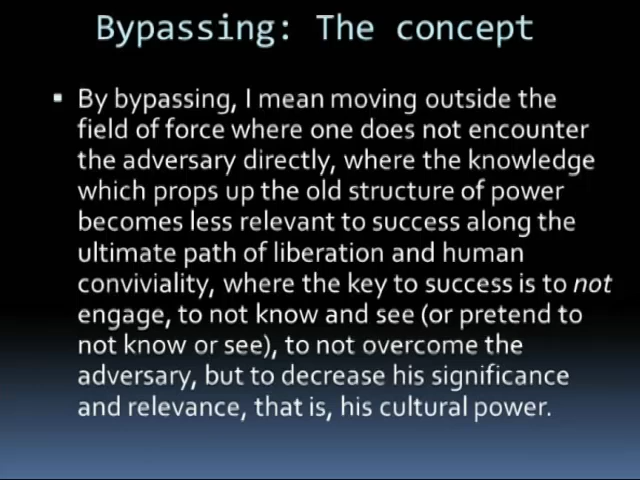 Bypassing: The concept
▪ By bypassing, I mean moving outside the
field of force where one does not encounter
the adversary directly, where the knowledge
which props up the old structure of power
becomes less relevant to success along the
ultimate path of liberation and human
conviviality, where the key to success is to not
engage, to not know and see (or pretend to
not know or see), to not overcome the
adversary, but to decrease his significance
and relevance, that is, his cultural power.